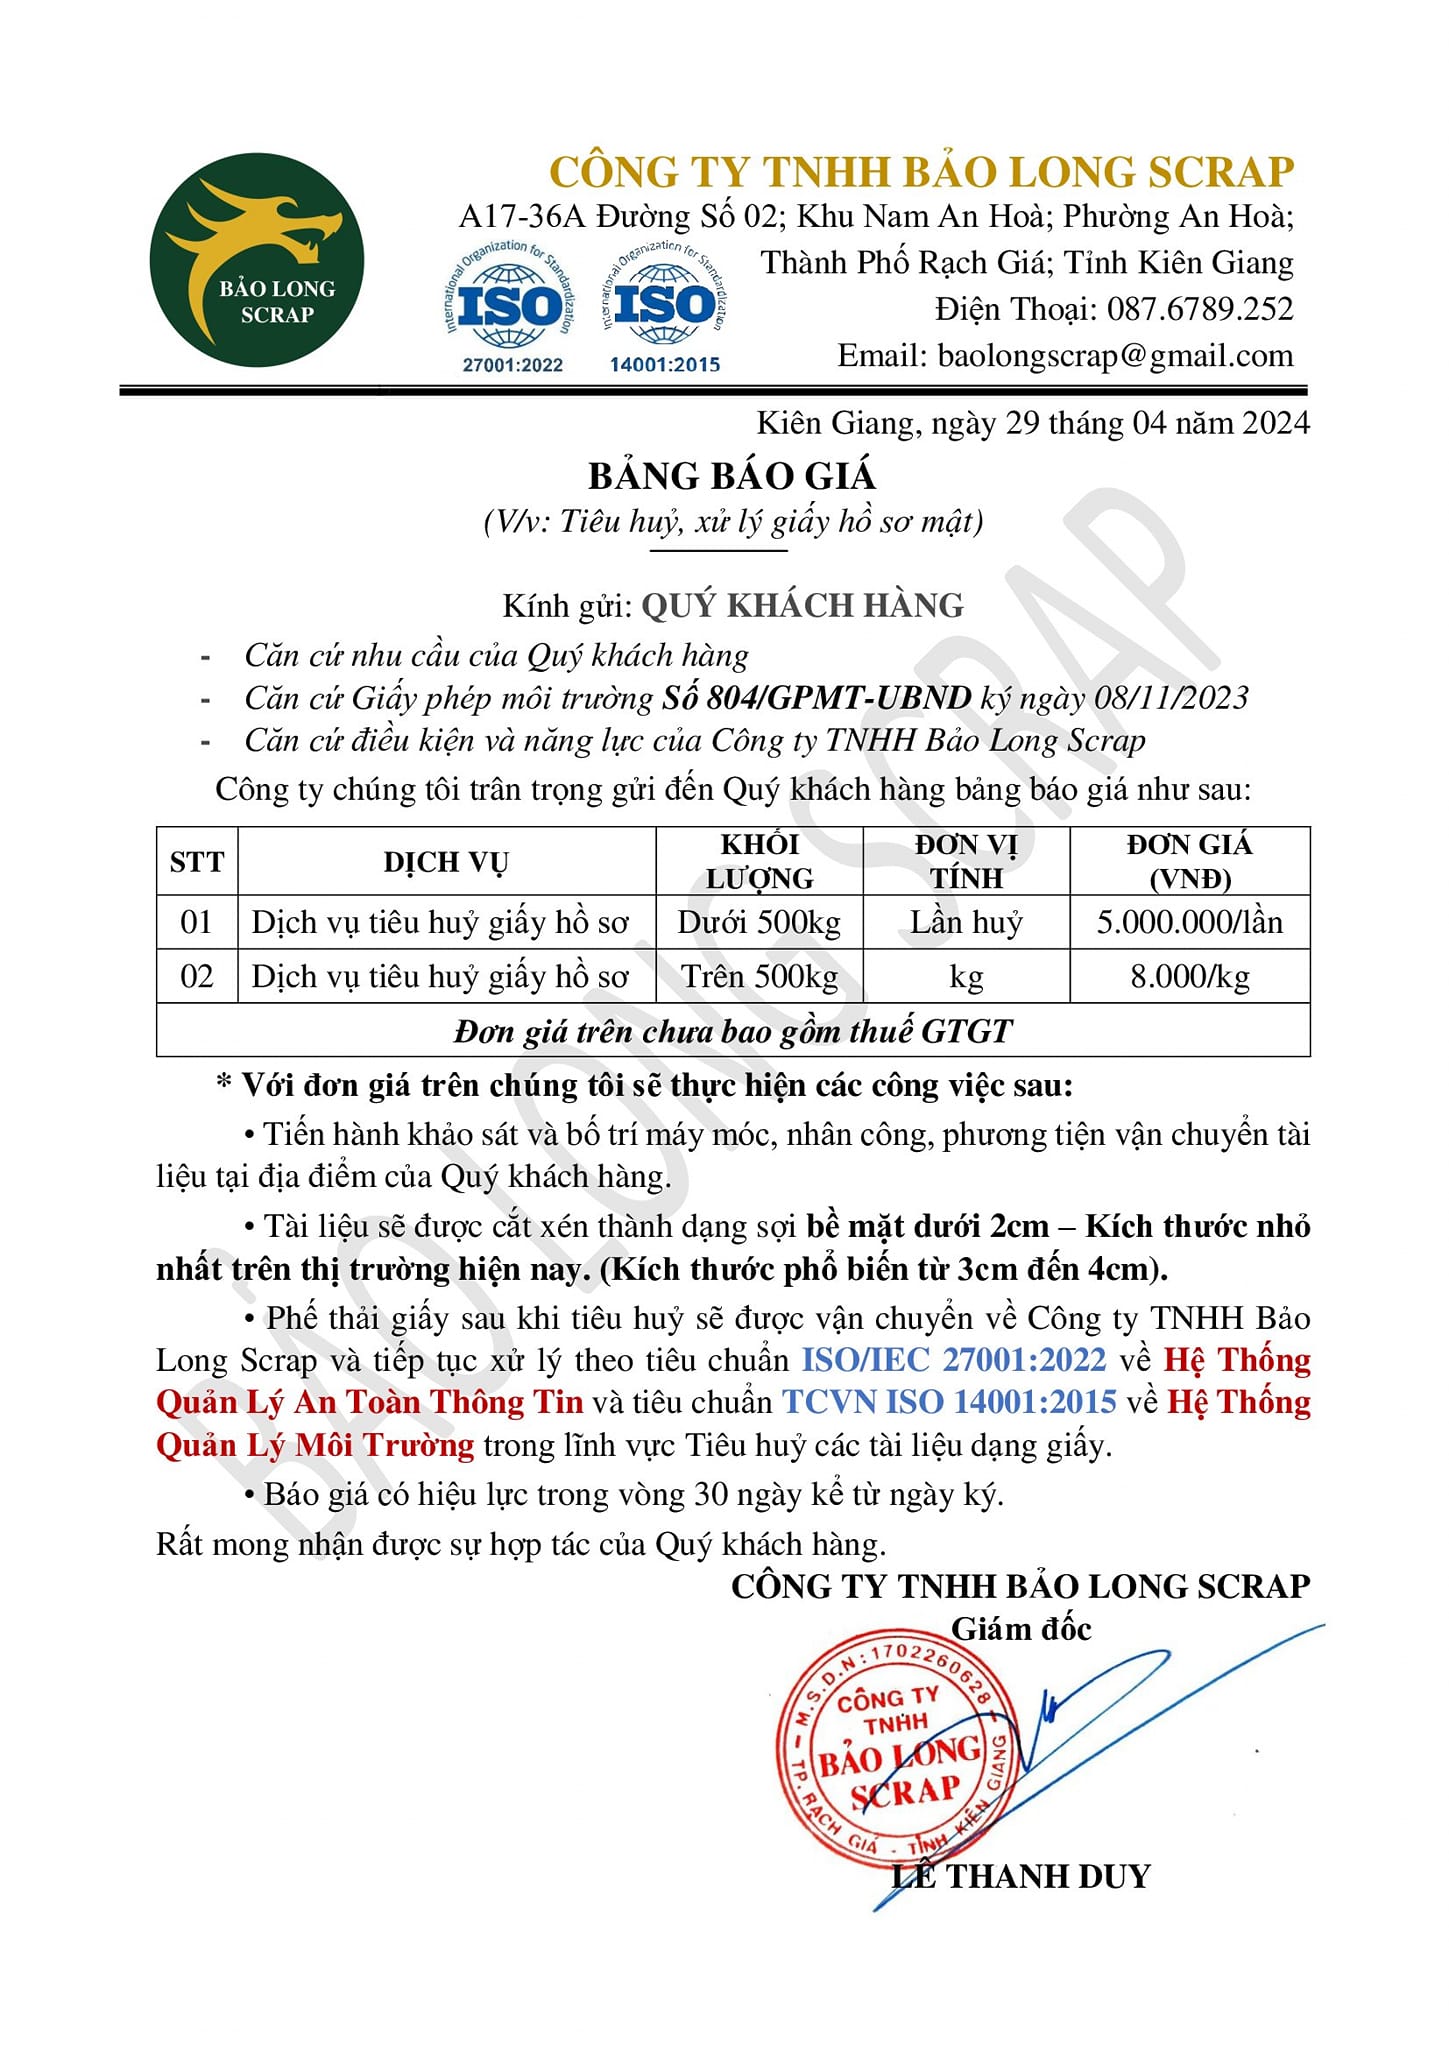 CÔNG TY TNHH BẢO LONG SCRAP
A17-36A Đường Số 02; Khu Nam An Hoà; Phường An Hoà;
Thành Phố Rạch Giá; Tỉnh Kiên Giang
Điện Thoại: 087.6789.252
Email: baolongscrap@gmail.com
BẢO LONG
SCRAP
International Organization for Standardization
ISO
27001:2022
International Organization for Standardization
ISO
14001:2015
Kiên Giang, ngày 29 tháng 04 năm 2024
BẢNG BÁO GIÁ
(V/v: Tiêu huỷ, xử lý giấy hồ sơ mật)
Kính gửi: QUÝ KHÁCH HÀNG
- Căn cứ nhu cầu của Quý khách hàng
- Căn cứ Giấy phép môi trường Số 804/GPMT-UBND ký ngày 08/11/2023
- Căn cứ điều kiện và năng lực của Công ty TNHH Bảo Long Scrap
Công ty chúng tôi trân trọng gửi đến Quý khách hàng bảng báo giá như sau:
STT DỊCH VỤ KHỐI LƯỢNG ĐƠN VỊ TÍNH ĐƠN GIÁ (VNĐ)
01 Dịch vụ tiêu huỷ giấy hồ sơ Dưới 500kg Lần huỷ 5.000.000/lần
02 Dịch vụ tiêu huỷ giấy hồ sơ Trên 500kg kg 8.000/kg
Đơn giá trên chưa bao gồm thuế GTGT
* Với đơn giá trên chúng tôi sẽ thực hiện các công việc sau:
• Tiến hành khảo sát và bố trí máy móc, nhân công, phương tiện vận chuyển tài
liệu tại địa điểm của Quý khách hàng.
• Tài liệu sẽ được cắt xén thành dạng sợi bề mặt dưới 2cm – Kích thước nhỏ
nhất trên thị trường hiện nay. (Kích thước phổ biến từ 3cm đến 4cm).
• Phế thải giấy sau khi tiêu huỷ sẽ được vận chuyển về Công ty TNHH Bảo
Long Scrap và tiếp tục xử lý theo tiêu chuẩn ISO/IEC 27001:2022 về Hệ Thống
Quản Lý An Toàn Thông Tin và tiêu chuẩn TCVN ISO 14001:2015 về Hệ Thống
Quản Lý Môi Trường trong lĩnh vực Tiêu huỷ các tài liệu dạng giấy.
• Báo giá có hiệu lực trong vòng 30 ngày kể từ ngày ký.
Rất mong nhận được sự hợp tác của Quý khách hàng.
CÔNG TY TNHH BẢO LONG SCRAP
Giám đốc
M.S.D.N:1702260628
CÔNG TY
TNHH
BẢO LONG
SCRAP
TP.RẠCH GIÁ - TỈNH KIÊN GIANG
LÊ THANH DUY
BẢO LONG SCRAP